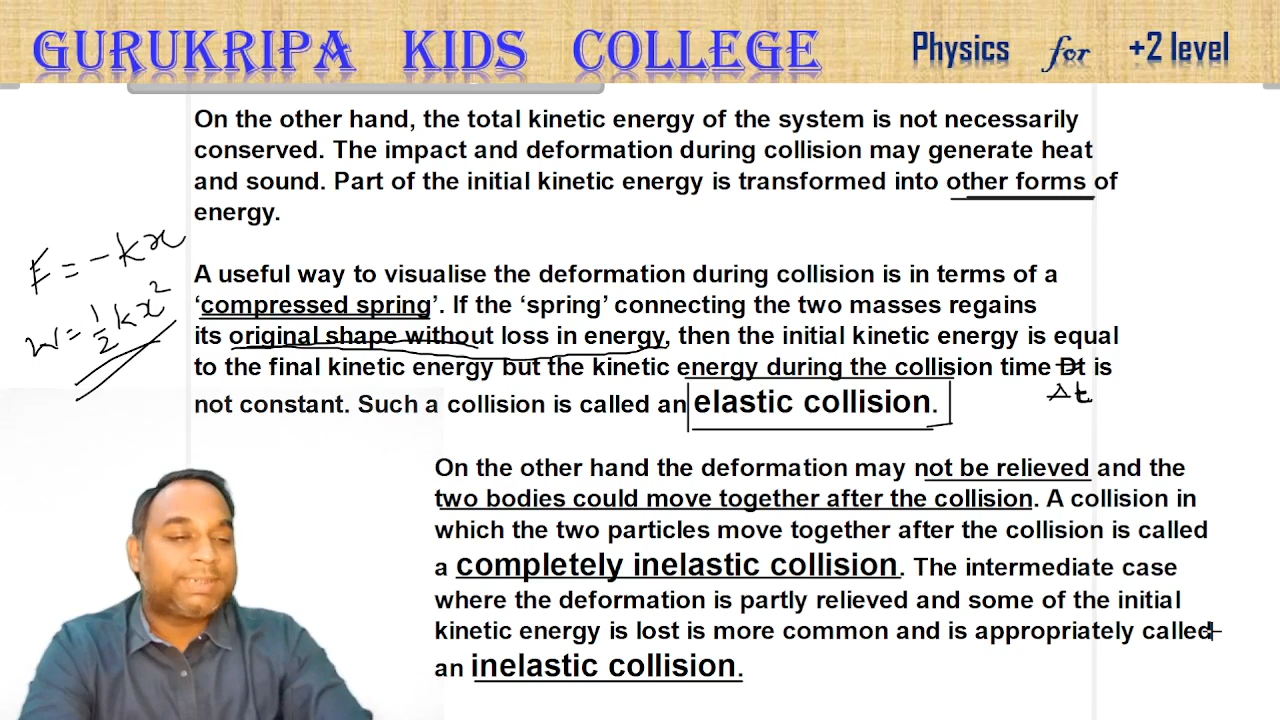 GURUKRIPA KIDS COLLEGE
Physics for +2 level
On the other hand, the total kinetic energy of the system is not necessarily
conserved. The impact and deformation during collision may generate heat
and sound. Part of the initial kinetic energy is transformed into other forms of
energy.
F = -kx
W = 1/2 kx²
A useful way to visualise the deformation during collision is in terms of a
‘compressed spring’. If the ‘spring’ connecting the two masses regains
its original shape without loss in energy, then the initial kinetic energy is equal
to the final kinetic energy but the kinetic energy during the collision time Dt is
Δt
not constant. Such a collision is called an elastic collision.
On the other hand the deformation may not be relieved and the
two bodies could move together after the collision. A collision in
which the two particles move together after the collision is called
a completely inelastic collision. The intermediate case
where the deformation is partly relieved and some of the initial
kinetic energy is lost is more common and is appropriately called
an inelastic collision.